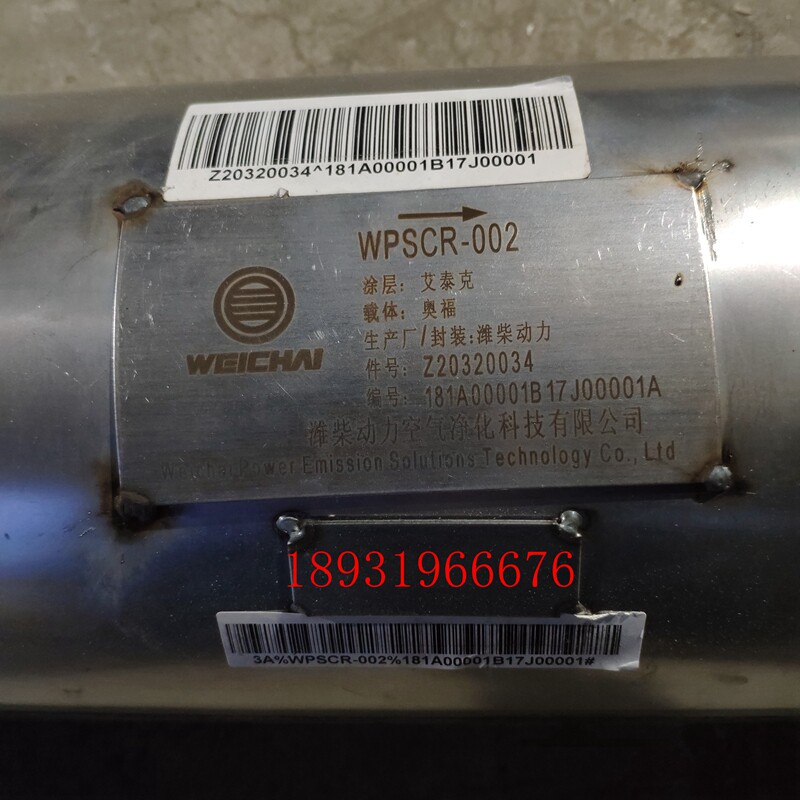 Z20320034^181A00001B17J00001
WPSCR-002
涂层: 艾泰克
载体: 奥福
生产厂/封装:潍柴动力
件号: Z20320034
编号: 181A00001B17J00001A
WEICHAI
潍柴动力空气净化科技有限公司
Weichai Power Emission Solutions Technology Co., Ltd
18931966676
3A%WPSCR-002%181A00001B17J00001#